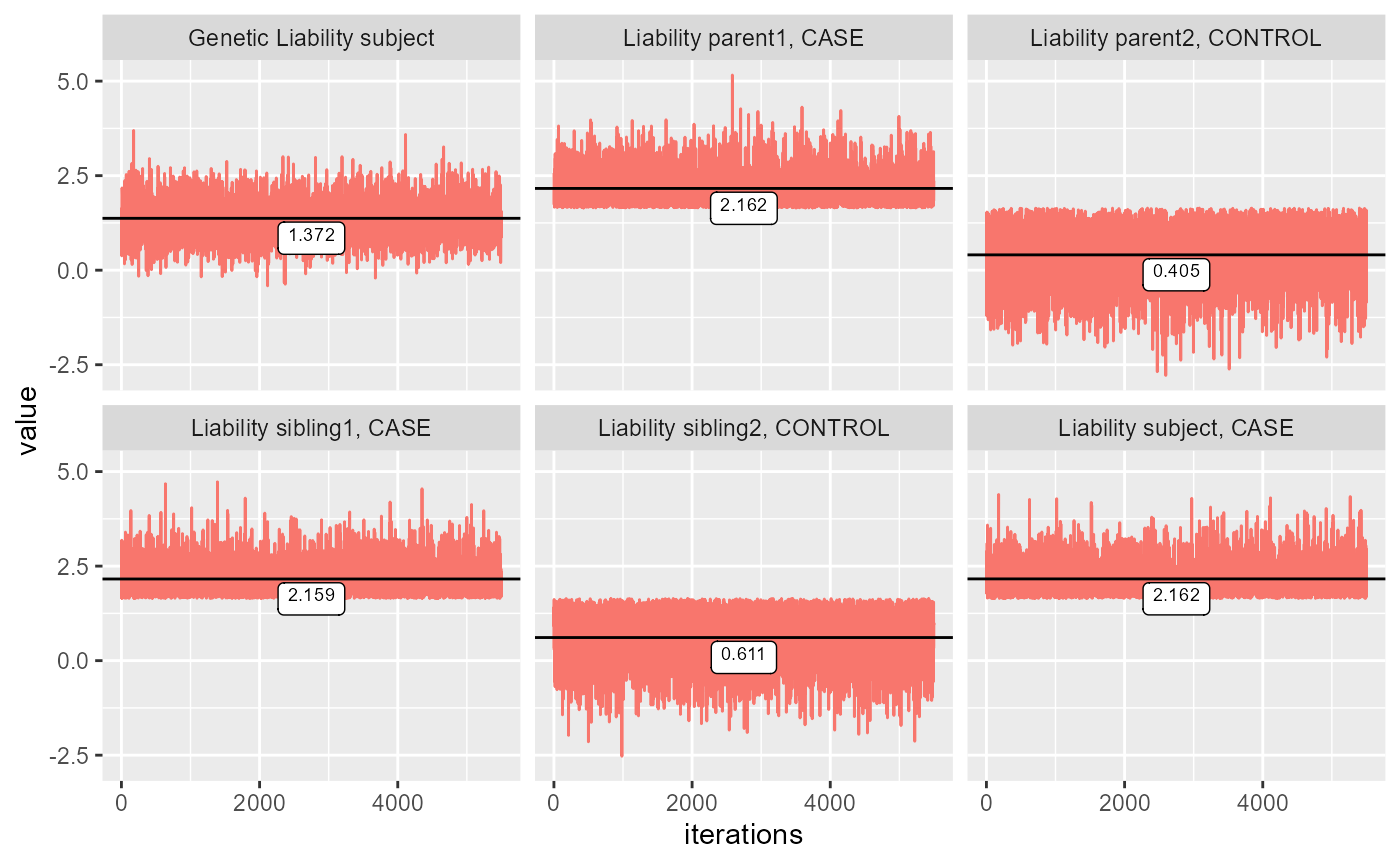 Genetic Liability subject
Liability parent1, CASE
Liability parent2, CONTROL
5.0
2.5
0.0
-2.5
1.372
2.162
0.405
value
Liability sibling1, CASE
Liability sibling2, CONTROL
Liability subject, CASE
5.0
2.5
0.0
-2.5
2.159
0.611
2.162
0 2000 4000
0 2000 4000
0 2000 4000
iterations